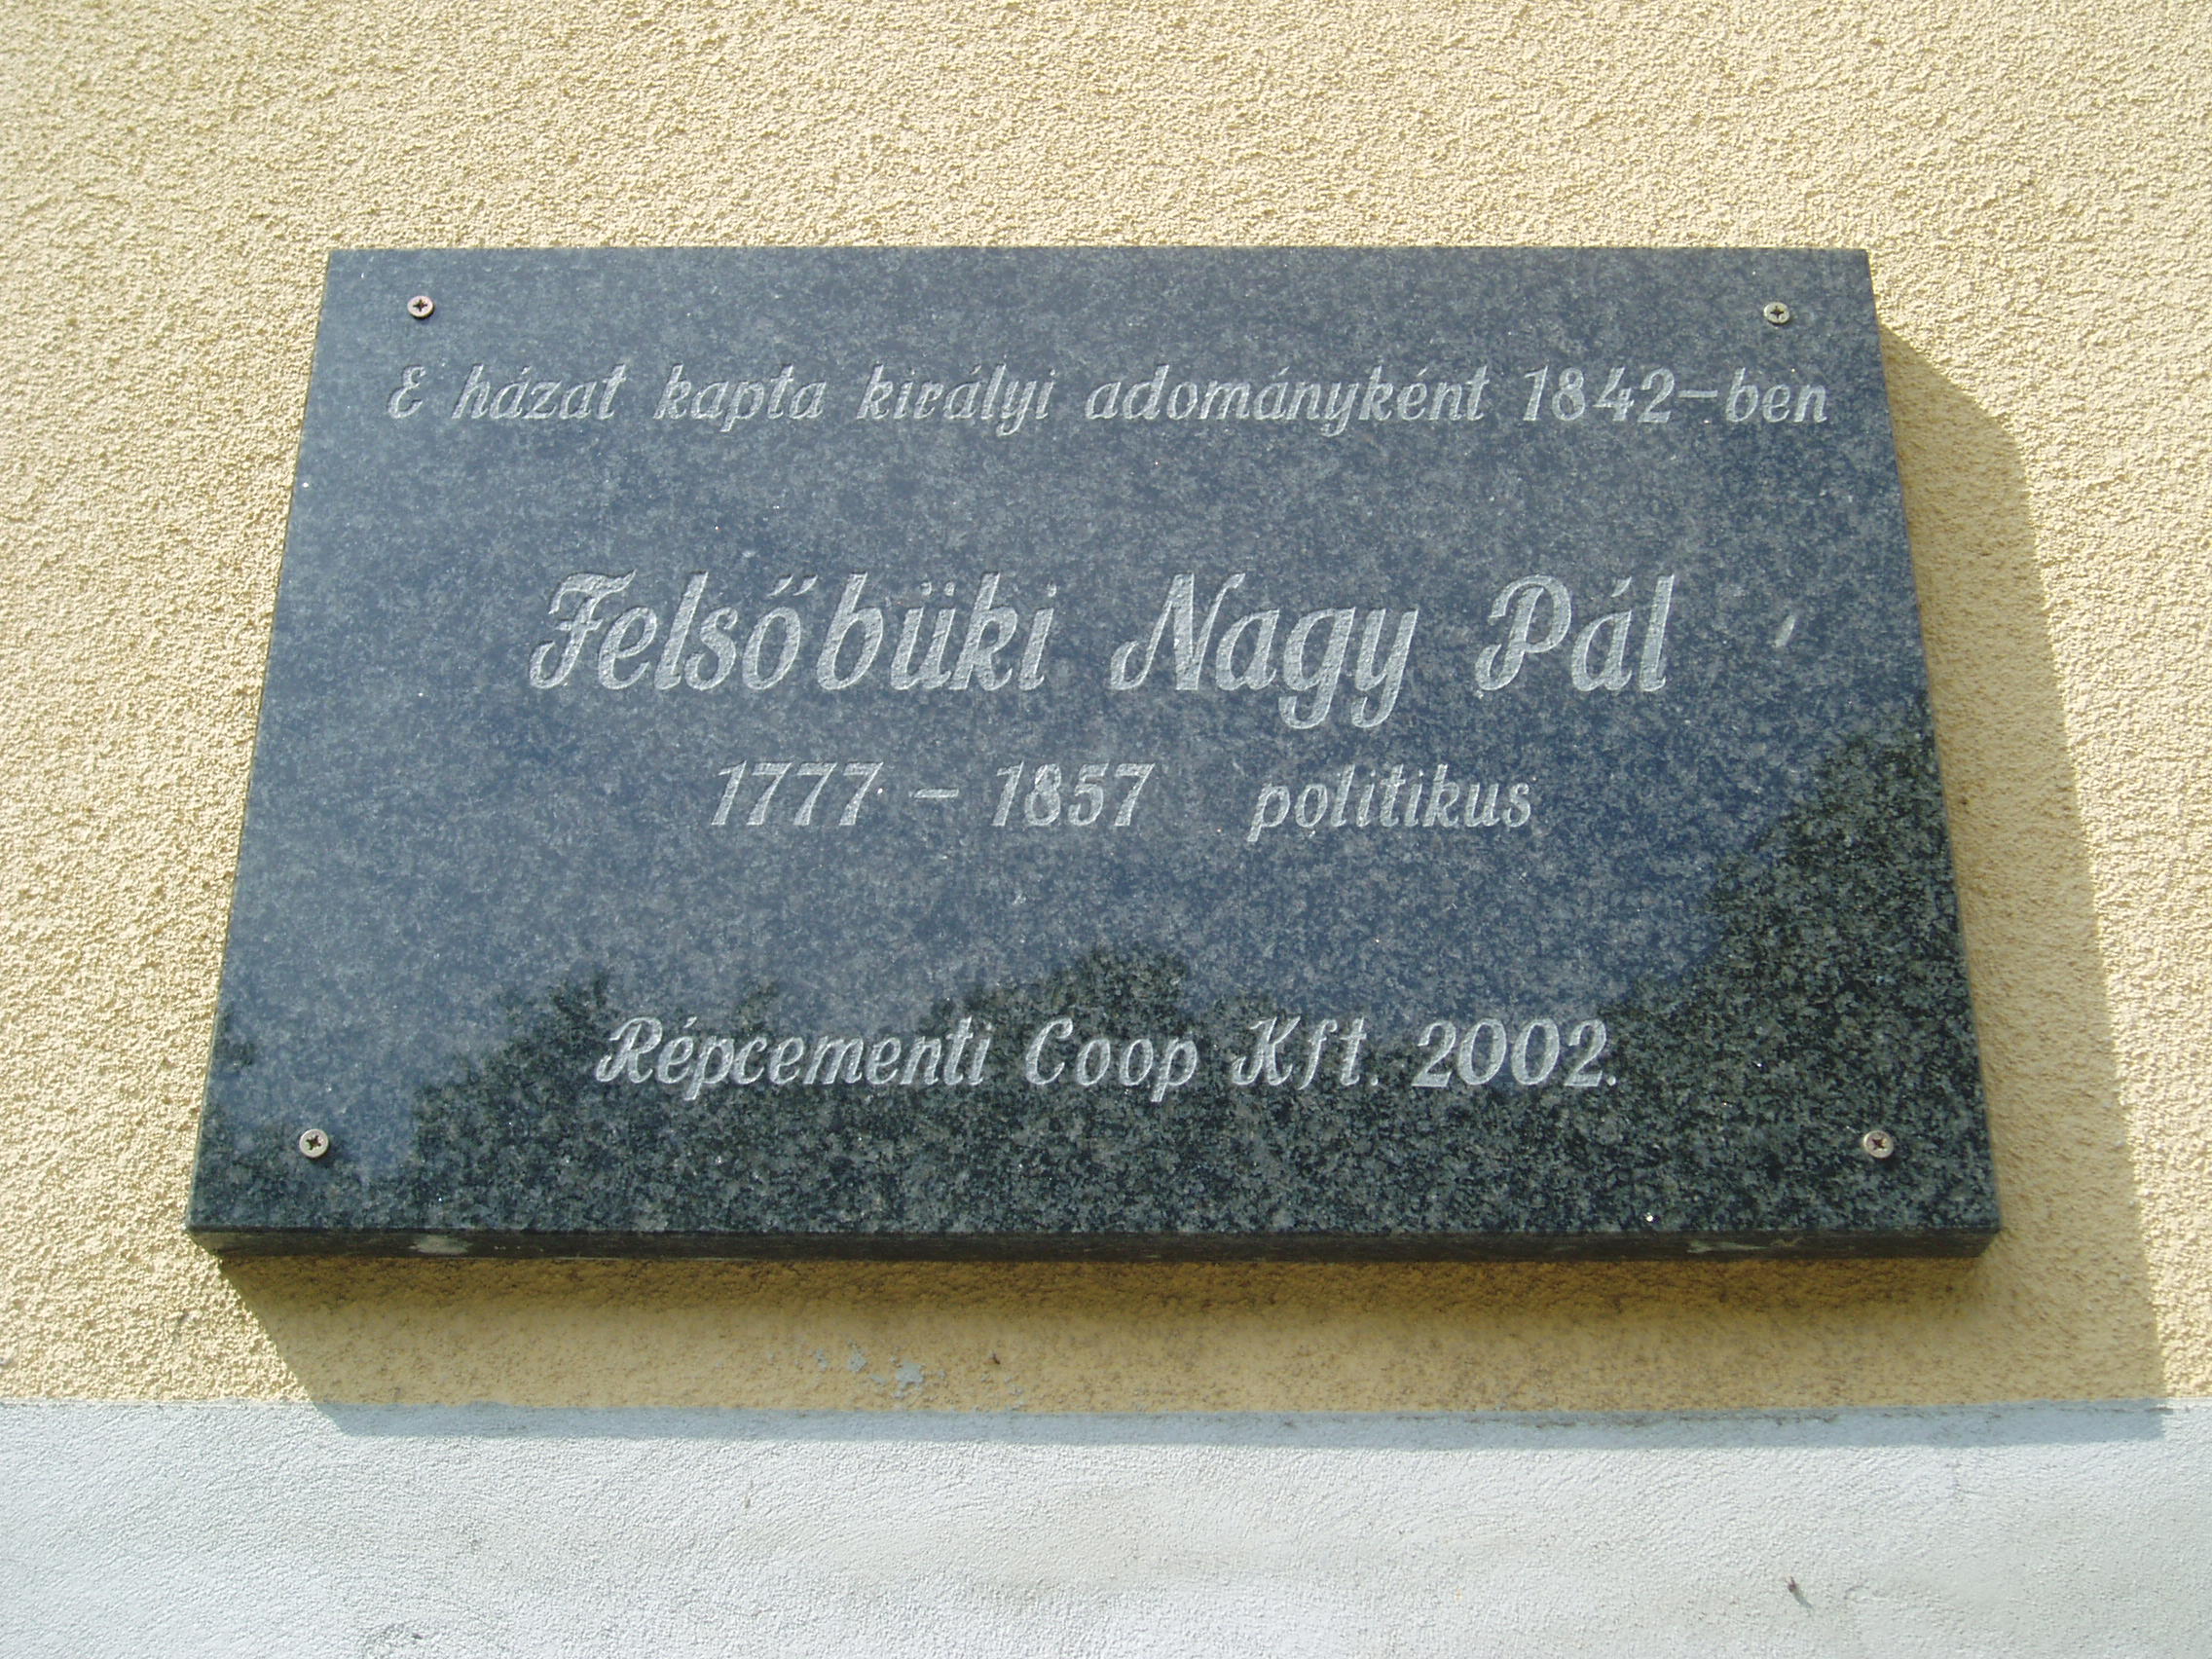 E házat kapta királyi adományként 1842-ben
Felsőbüki Nagy Pál
1777 - 1857 politikus
Répcementi Coop Kft. 2002.